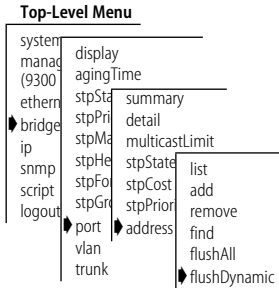 Top-Level Menu
system
manag
(9300
ethern
bridge
ip
snmp
script
logout
display
agingTime
stpSta
stpPri
stpMa
stpHe
stpFo
stpGr
port
vlan
trunk
summary
detail
multicastLimit
stpState
stpCost
stpPriori
address
list
add
remove
find
flushAll
flushDynamic